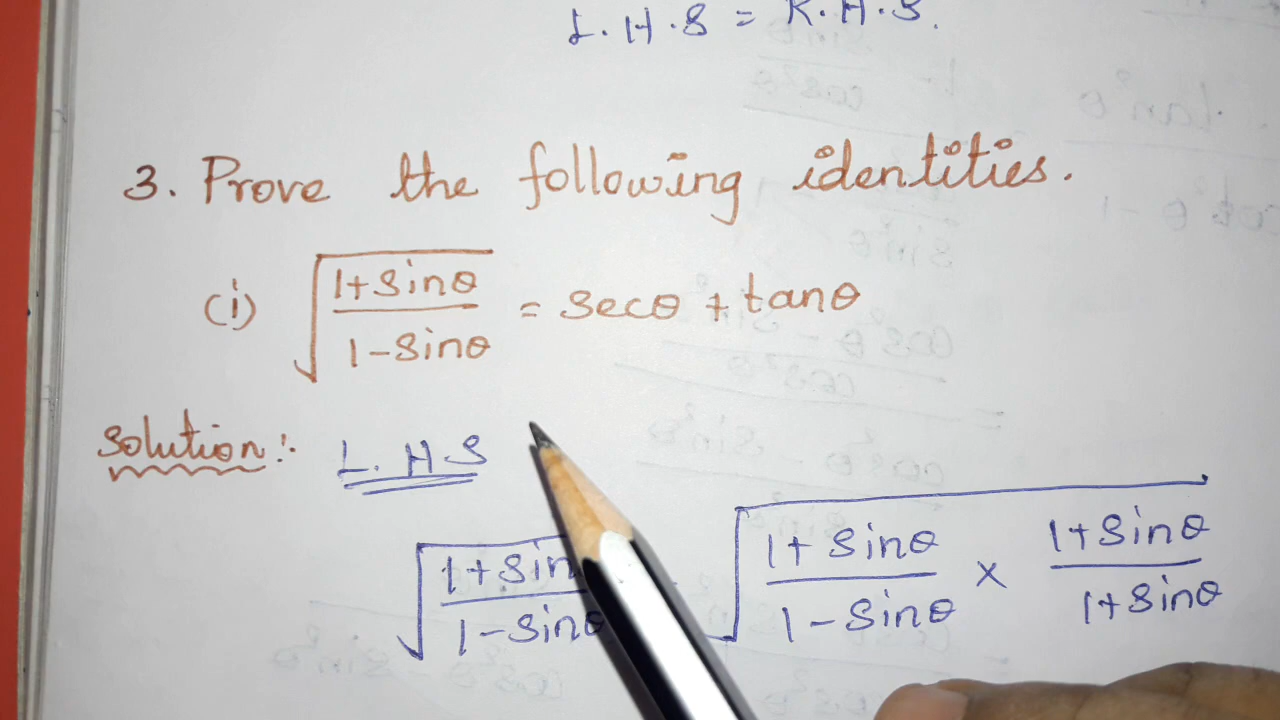 L.H.S = R.H.S.
3. Prove the following identities.
(i) √((1+sinθ)/(1-sinθ)) = secθ + tanθ
Solution:. L.H.S
√((1+sinθ)/(1-sinθ)) √((1+sinθ)/(1-sinθ) × (1+sinθ)/(1+sinθ))